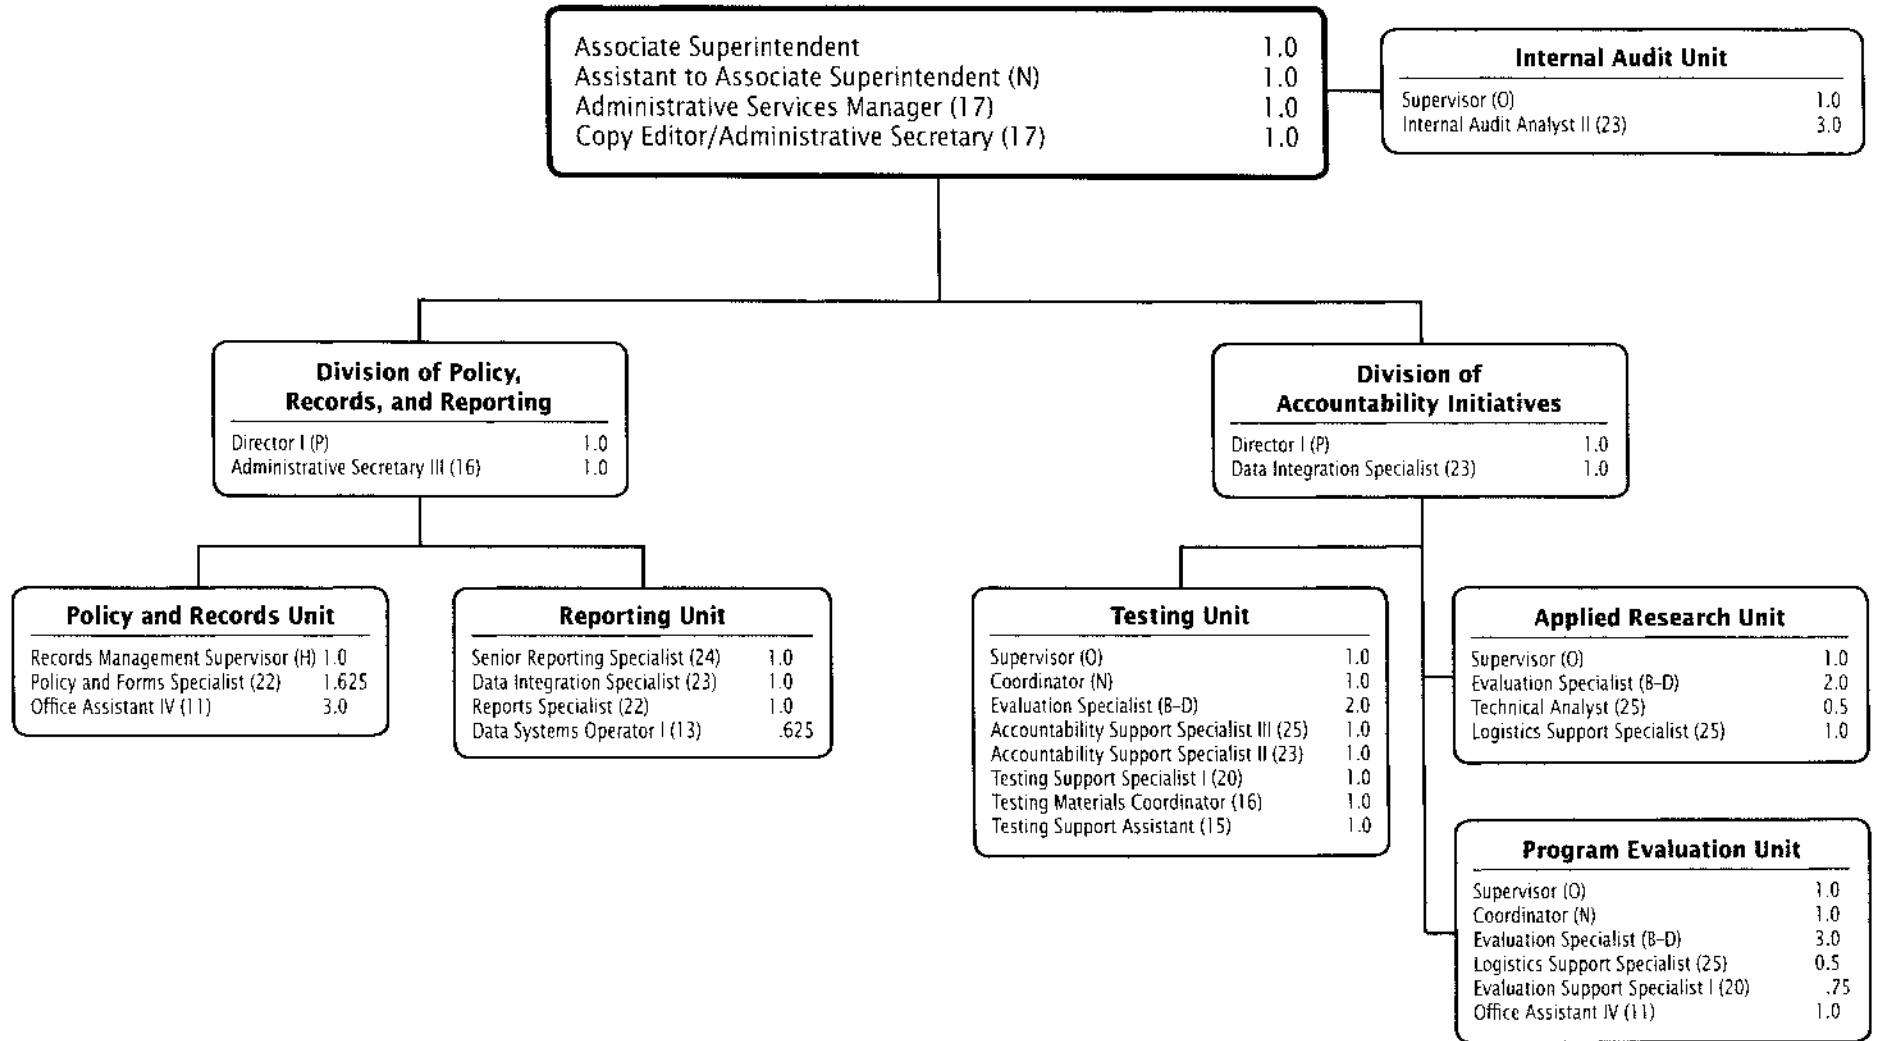 Associate Superintendent 1.0
Assistant to Associate Superintendent (N) 1.0
Administrative Services Manager (17) 1.0
Copy Editor/Administrative Secretary (17) 1.0
Internal Audit Unit
Supervisor (O) 1.0
Internal Audit Analyst II (23) 3.0
Division of Policy,
Records, and Reporting
Director I (P) 1.0
Administrative Secretary III (16) 1.0
Division of
Accountability Initiatives
Director I (P) 1.0
Data Integration Specialist (23) 1.0
Policy and Records Unit
Records Management Supervisor (H) 1.0
Policy and Forms Specialist (22) 1.625
Office Assistant IV (11) 3.0
Reporting Unit
Senior Reporting Specialist (24) 1.0
Data Integration Specialist (23) 1.0
Reports Specialist (22) 1.0
Data Systems Operator I (13) .625
Testing Unit
Supervisor (O) 1.0
Coordinator (N) 1.0
Evaluation Specialist (B–D) 2.0
Accountability Support Specialist III (25) 1.0
Accountability Support Specialist II (23) 1.0
Testing Support Specialist I (20) 1.0
Testing Materials Coordinator (16) 1.0
Testing Support Assistant (15) 1.0
Applied Research Unit
Supervisor (O) 1.0
Evaluation Specialist (B–D) 2.0
Technical Analyst (25) 0.5
Logistics Support Specialist (25) 1.0
Program Evaluation Unit
Supervisor (O) 1.0
Coordinator (N) 1.0
Evaluation Specialist (B–D) 3.0
Logistics Support Specialist (25) 0.5
Evaluation Support Specialist I (20) .75
Office Assistant IV (11) 1.0